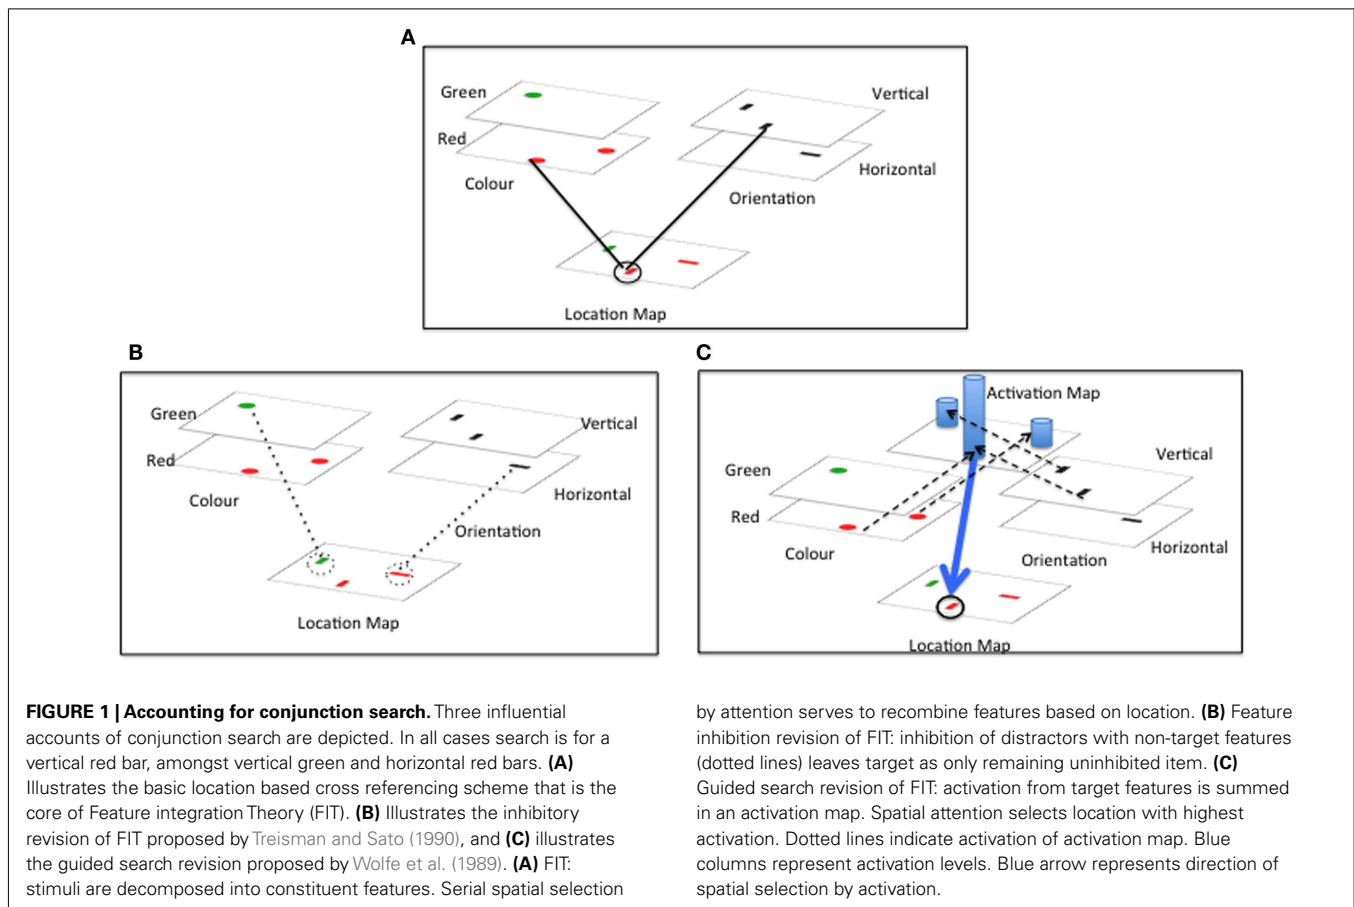 A
Green
Vertical
Red
Horizontal
Colour
Orientation
Location Map
B
Green
Vertical
Red
Horizontal
Colour
Orientation
Location Map
C
Activation Map
Green
Vertical
Red
Horizontal
Colour
Orientation
Location Map
FIGURE 1 | Accounting for conjunction search. Three influential
accounts of conjunction search are depicted. In all cases search is for a
vertical red bar, amongst vertical green and horizontal red bars. (A)
Illustrates the basic location based cross referencing scheme that is the
core of Feature integration Theory (FIT). (B) Illustrates the inhibitory
revision of FIT proposed by Treisman and Sato (1990), and (C) illustrates
the guided search revision proposed by Wolfe et al. (1989). (A) FIT:
stimuli are decomposed into constituent features. Serial spatial selection
by attention serves to recombine features based on location. (B) Feature
inhibition revision of FIT: inhibition of distractors with non-target features
(dotted lines) leaves target as only remaining uninhibited item. (C)
Guided search revision of FIT: activation from target features is summed
in an activation map. Spatial attention selects location with highest
activation. Dotted lines indicate activation of activation map. Blue
columns represent activation levels. Blue arrow represents direction of
spatial selection by activation.